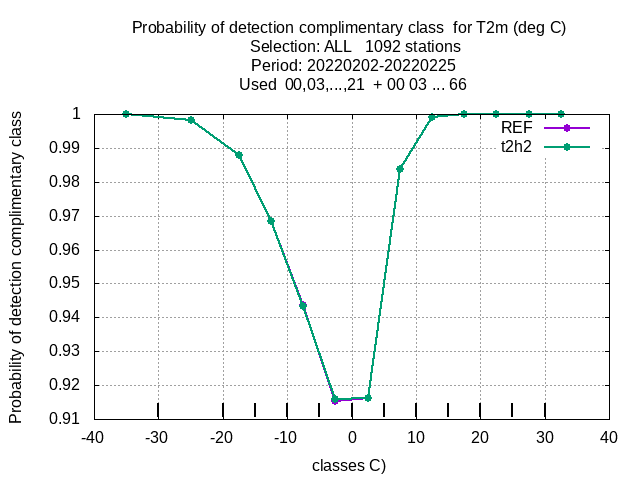 Probability of detection complimentary class  for T2m (deg C)
Selection: ALL   1092 stations
Period: 20220202-20220225
Used  00,03,...,21  + 00 03 ... 66
Probability of detection complimentary class
1
0.99
0.98
0.97
0.96
0.95
0.94
0.93
0.92
0.91
REF
t2h2
-40 -30 -20 -10 0 10 20 30 40
classes C)